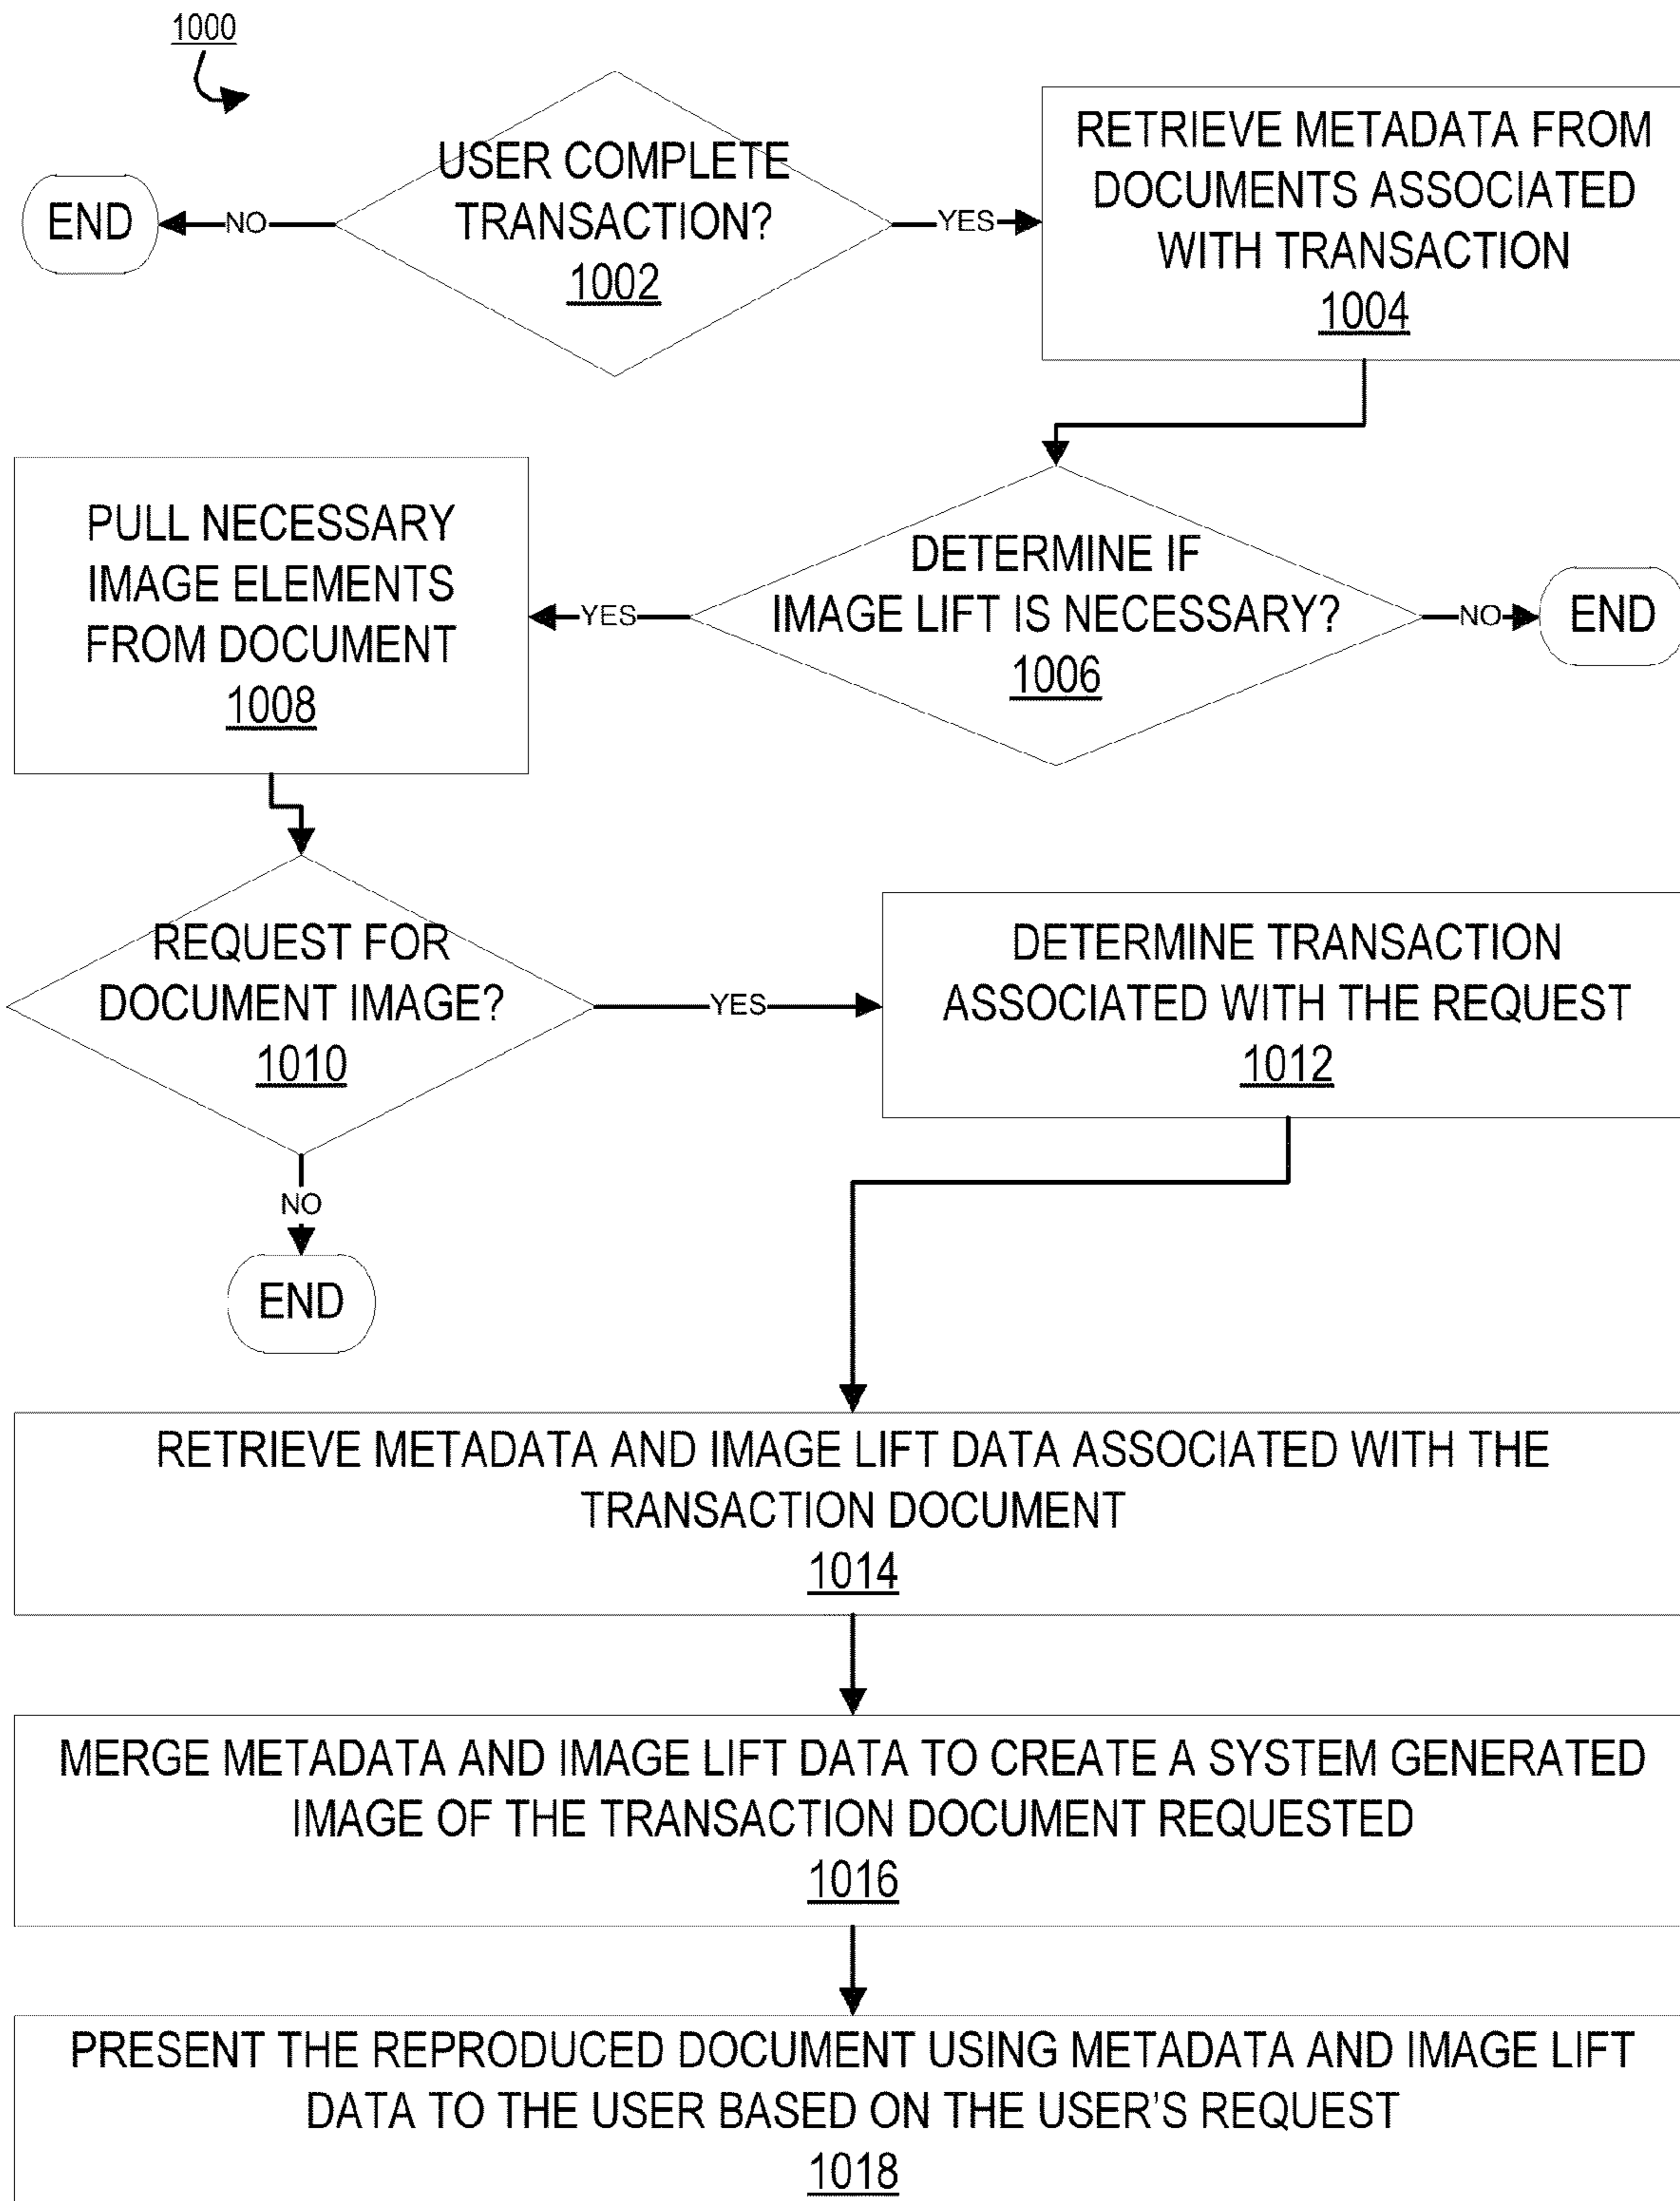 1000
USER COMPLETE
TRANSACTION?
1002
NO
END
YES
RETRIEVE METADATA FROM
DOCUMENTS ASSOCIATED
WITH TRANSACTION
1004
DETERMINE IF
IMAGE LIFT IS NECESSARY?
1006
NO
END
YES
PULL NECESSARY
IMAGE ELEMENTS
FROM DOCUMENT
1008
REQUEST FOR
DOCUMENT IMAGE?
1010
NO
END
YES
DETERMINE TRANSACTION
ASSOCIATED WITH THE REQUEST
1012
RETRIEVE METADATA AND IMAGE LIFT DATA ASSOCIATED WITH THE
TRANSACTION DOCUMENT
1014
MERGE METADATA AND IMAGE LIFT DATA TO CREATE A SYSTEM GENERATED
IMAGE OF THE TRANSACTION DOCUMENT REQUESTED
1016
PRESENT THE REPRODUCED DOCUMENT USING METADATA AND IMAGE LIFT
DATA TO THE USER BASED ON THE USER'S REQUEST
1018